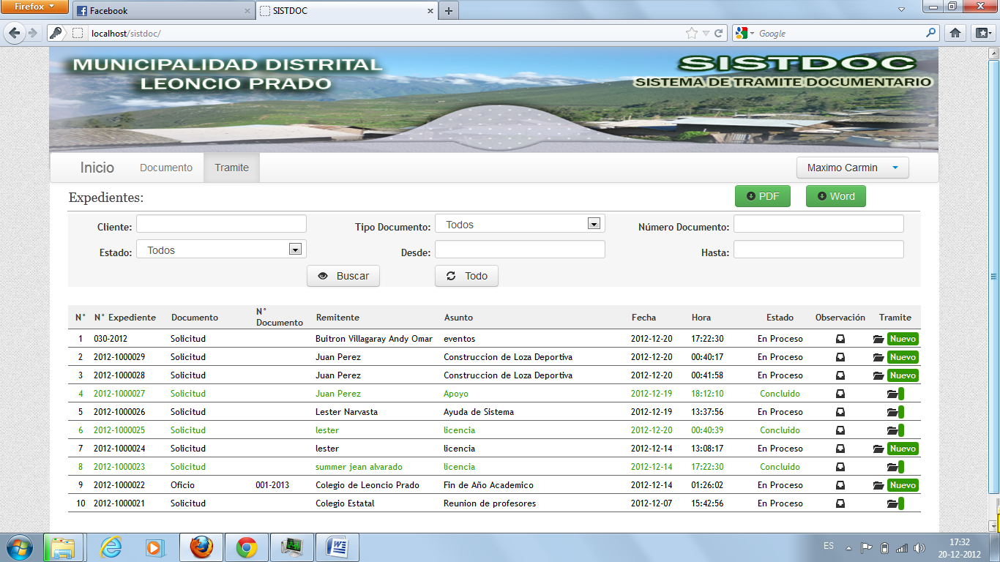 Firefox
Facebook
SISTDOC
localhost/sistdoc/
Google
MUNICIPALIDAD DISTRITAL
LEONCIO PRADO
SISTDOC
SISTEMA DE TRAMITE DOCUMENTARIO
Inicio Documento Tramite Maximo Carmin
Expedientes: PDF Word
Cliente: Tipo Documento: Todos Número Documento:
Estado: Todos Desde: Hasta:
Buscar Todo
N° N° Expediente Documento N° Documento Remitente Asunto Fecha Hora Estado Observación Tramite
1 030-2012 Solicitud Buitron Villagaray Andy Omar eventos 2012-12-20 17:22:30 En Proceso Nuevo
2 2012-1000029 Solicitud Juan Perez Construccion de Loza Deportiva 2012-12-20 00:40:17 En Proceso Nuevo
3 2012-1000028 Solicitud Juan Perez Construccion de Loza Deportiva 2012-12-20 00:41:58 En Proceso Nuevo
4 2012-1000027 Solicitud Juan Perez Apoyo 2012-12-19 18:12:10 Concluido
5 2012-1000026 Solicitud Lester Narvasta Ayuda de Sistema 2012-12-19 13:37:56 En Proceso
6 2012-1000025 Solicitud lester licencia 2012-12-20 00:40:39 Concluido
7 2012-1000024 Solicitud lester licencia 2012-12-14 13:08:17 En Proceso Nuevo
8 2012-1000023 Solicitud summer jean alvarado licencia 2012-12-14 17:22:30 Concluido
9 2012-1000022 Oficio 001-2013 Colegio de Leoncio Prado Fin de Año Academico 2012-12-14 01:26:02 En Proceso Nuevo
10 2012-1000021 Solicitud Colegio Estatal Reunion de profesores 2012-12-07 15:42:56 En Proceso
ES 17:32
20-12-2012